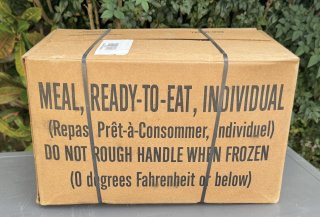 MEAL, READY-TO-EAT, INDIVIDUAL
(Repas Prêt-à-Consommer, individuel)
DO NOT ROUGH HANDLE WHEN FROZEN
(0 degrees Fahrenheit or below)